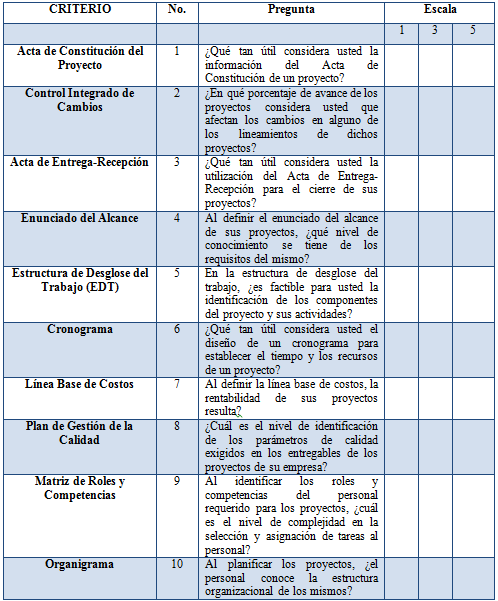 CRITERIO No. Pregunta Escala
1 3 5
Acta de Constitución del Proyecto 1 ¿Qué tan útil considera usted la
información del Acta de
Constitución de un proyecto?
Control Integrado de Cambios 2 ¿En qué porcentaje de avance de los
proyectos considera usted que
afectan los cambios en alguno de
los lineamientos de dichos
proyectos?
Acta de Entrega-Recepción 3 ¿Qué tan útil considera usted la
utilización del Acta de Entrega-
Recepción para el cierre de sus
proyectos?
Enunciado del Alcance 4 Al definir el enunciado del alcance
de sus proyectos, ¿qué nivel de
conocimiento se tiene de los
requisitos del mismo?
Estructura de Desglose del Trabajo (EDT) 5 En la estructura de desglose del
trabajo, ¿es factible para usted la
identificación de los componentes
del proyecto y sus actividades?
Cronograma 6 ¿Qué tan útil considera usted el
diseño de un cronograma para
establecer el tiempo y los recursos
de un proyecto?
Línea Base de Costos 7 Al definir la línea base de costos, la
rentabilidad de sus proyectos
resulta?
Plan de Gestión de la Calidad 8 ¿Cuál es el nivel de identificación
de los parámetros de calidad
exigidos en los entregables de los
proyectos de su empresa?
Matriz de Roles y Competencias 9 Al identificar los roles y
competencias del personal
requerido para los proyectos, ¿cuál
es el nivel de complejidad en la
selección y asignación de tareas al
personal?
Organigrama 10 Al planificar los proyectos, ¿el
personal conoce la estructura
organizacional de los mismos?